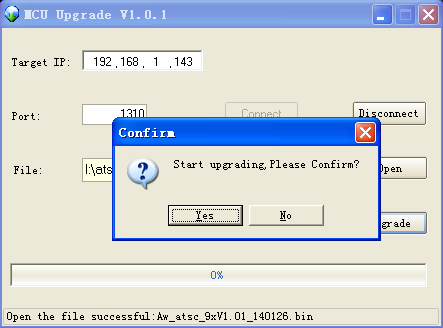 MCU Upgrade V1.0.1
Target IP: 192 .168 . 1 .143
Port: 1310 Connect Disconnect
Confirm
Start upgrading,Please Confirm?
File: I:\ats Open
Yes No
grade
0%
Open the file successful:Aw_atsc_9xV1.01_140126.bin